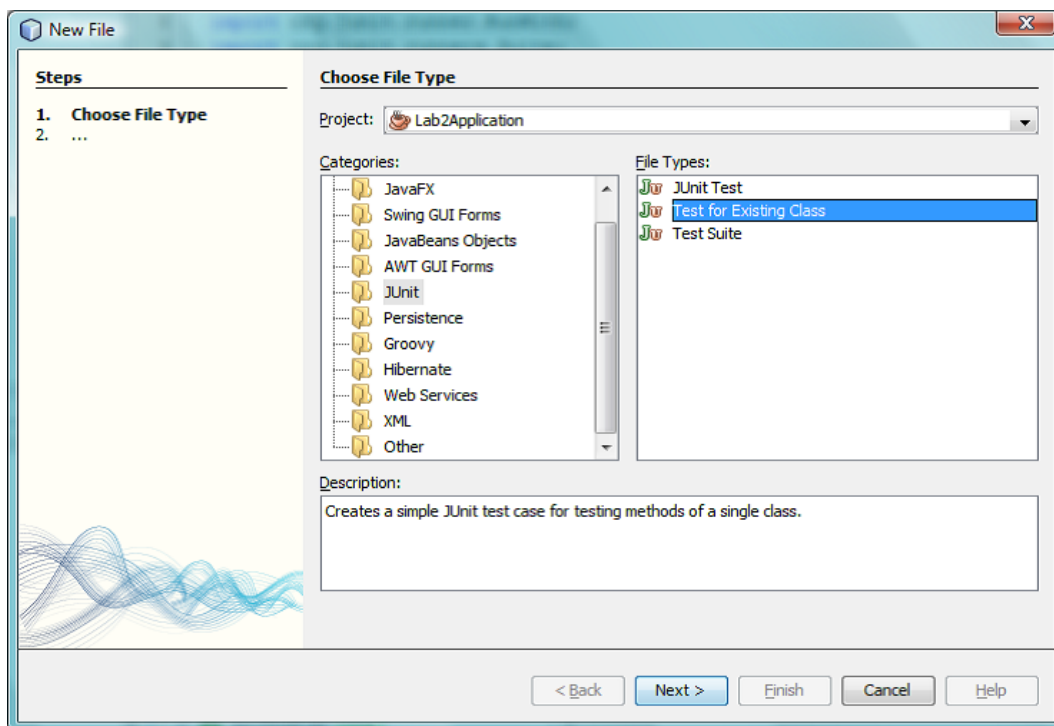 New File
Steps
1. Choose File Type
2. ...
Choose File Type
Project: Lab2Application
Categories:
JavaFX
Swing GUI Forms
JavaBeans Objects
AWT GUI Forms
JUnit
Persistence
Groovy
Hibernate
Web Services
XML
Other
File Types:
JUnit Test
Test for Existing Class
Test Suite
Description:
Creates a simple JUnit test case for testing methods of a single class.
< Back Next > Finish Cancel Help